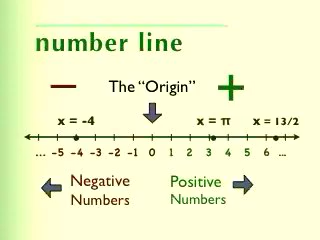 number line
– The “Origin” +
x = -4 x = π x = 13/2
... -5 -4 -3 -2 -1 0 1 2 3 4 5 6 ...
Negative Positive
Numbers Numbers